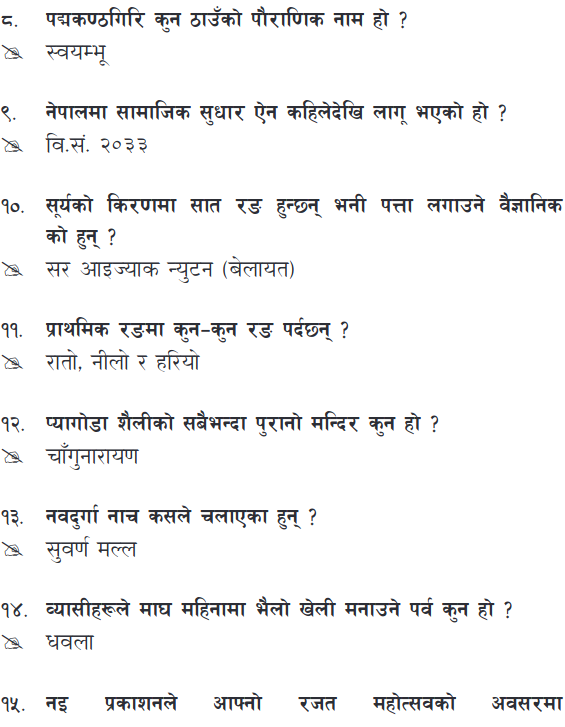 ८. पद्मकण्ठगिरि कुन ठाउँको पौराणिक नाम हो ?
स्वयम्भू
९. नेपालमा सामाजिक सुधार ऐन कहिलेदेखि लागू भएको हो ?
वि.सं. २०३३
१०. सूर्यको किरणमा सात रङ हुन्छन् भनी पत्ता लगाउने वैज्ञानिक
को हुन् ?
सर आइज्याक न्युटन (बेलायत)
११. प्राथमिक रङमा कुन-कुन रङ पर्दछन् ?
रातो, नीलो र हरियो
१२. प्यागोडा शैलीको सबैभन्दा पुरानो मन्दिर कुन हो ?
चाँगुनारायण
१३. नवदुर्गा नाच कसले चलाएका हुन् ?
सुवर्ण मल्ल
१४. ब्यासीहरूले माघ महिनामा भैलो खेली मनाउने पर्व कुन हो ?
धवला
१५. नइ प्रकाशनले आफ्नो रजत महोत्सवको अवसरमा